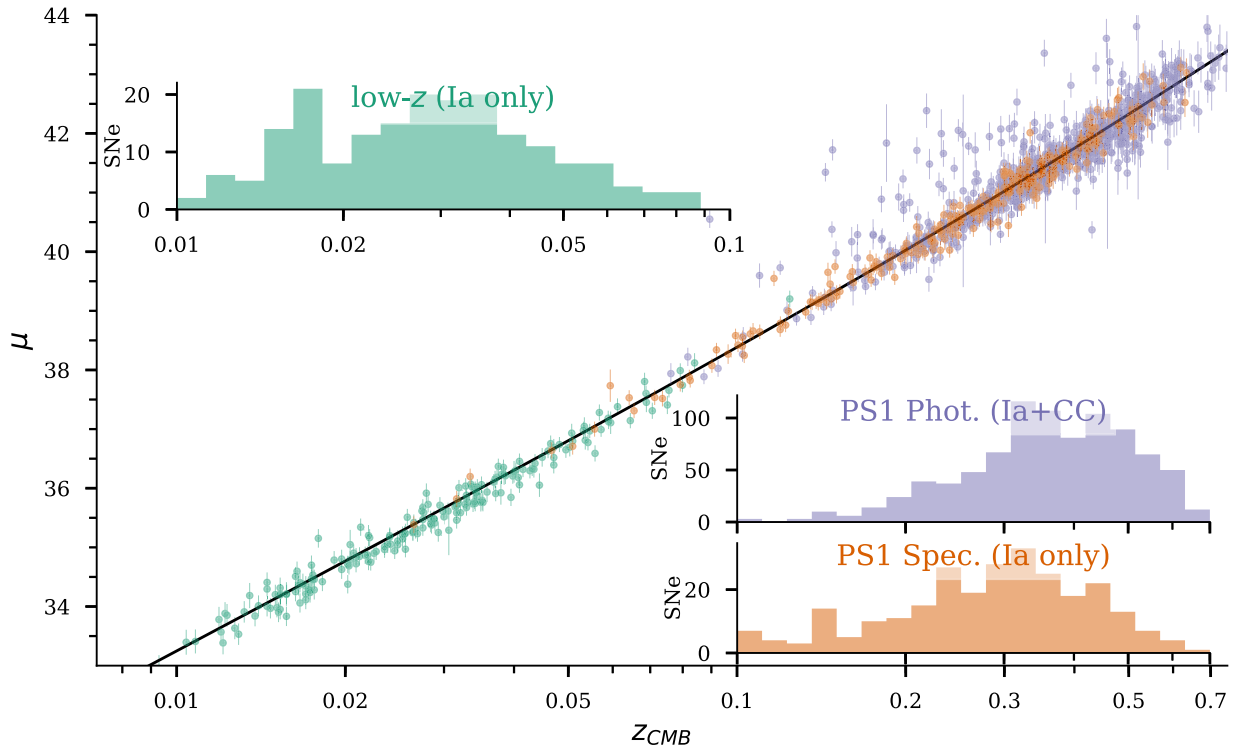 44
42
40
38
36
34
μ
20
10
0
SNe
low-z (Ia only)
0.01 0.02 0.05 0.1
100
50
0
SNe
PS1 Phot. (Ia+CC)
20
0
SNe
PS1 Spec. (Ia only)
0.01 0.02 0.05 0.1 0.2 0.3 0.5 0.7
zCMB